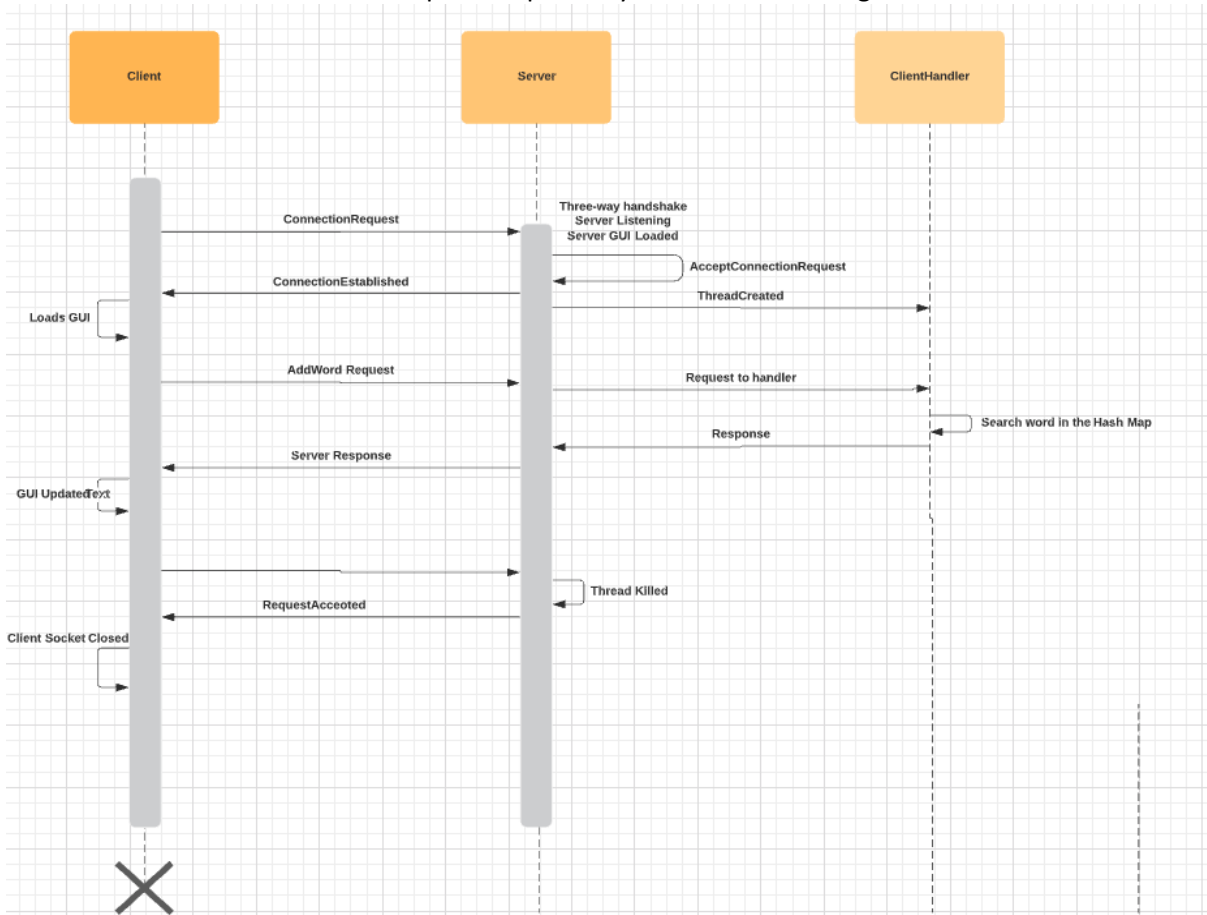 Client
Server
ClientHandler
Three-way handshake
Server Listening
Server GUI Loaded
ConnectionRequest
AcceptConnectionRequest
ConnectionEstablished
ThreadCreated
Loads GUI
AddWord Request
Request to handler
Search word in the Hash Map
Response
Server Response
GUI Updated
Text
Thread Killed
RequestAcceoted
Client Socket Closed